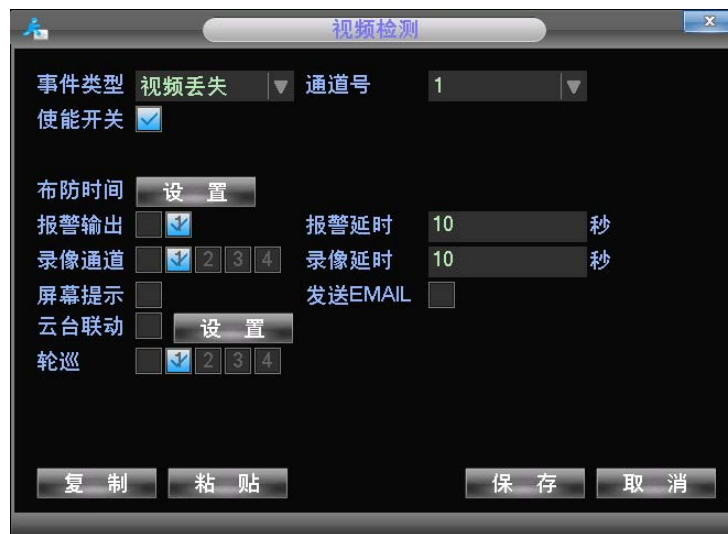 视频检测
事件类型 视频丢失 通道号 1
使能开关
布防时间 设 置
报警输出 1 报警延时 10 秒
录像通道 1 2 3 4 录像延时 10 秒
屏幕提示 发送EMAIL
云台联动 设 置
轮巡 1 2 3 4
复 制 粘 贴 保 存 取 消